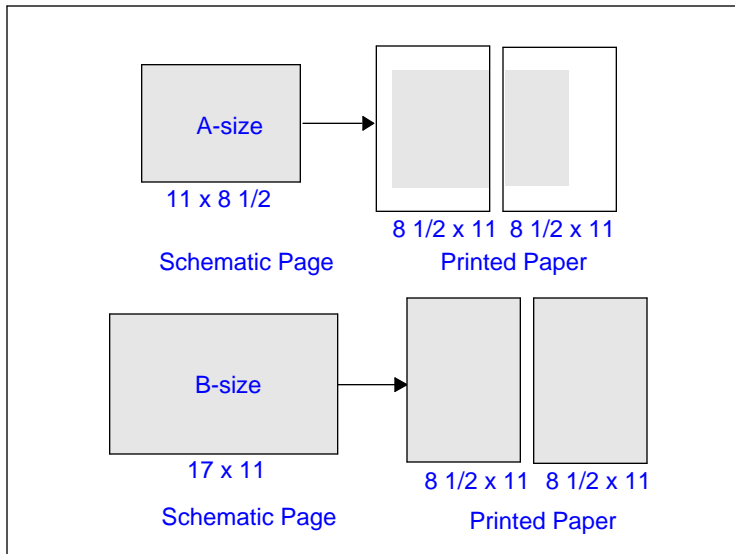 A-size
11 x 8 1/2
8 1/2 x 11 8 1/2 x 11
Schematic Page Printed Paper
B-size
17 x 11
8 1/2 x 11 8 1/2 x 11
Schematic Page Printed Paper